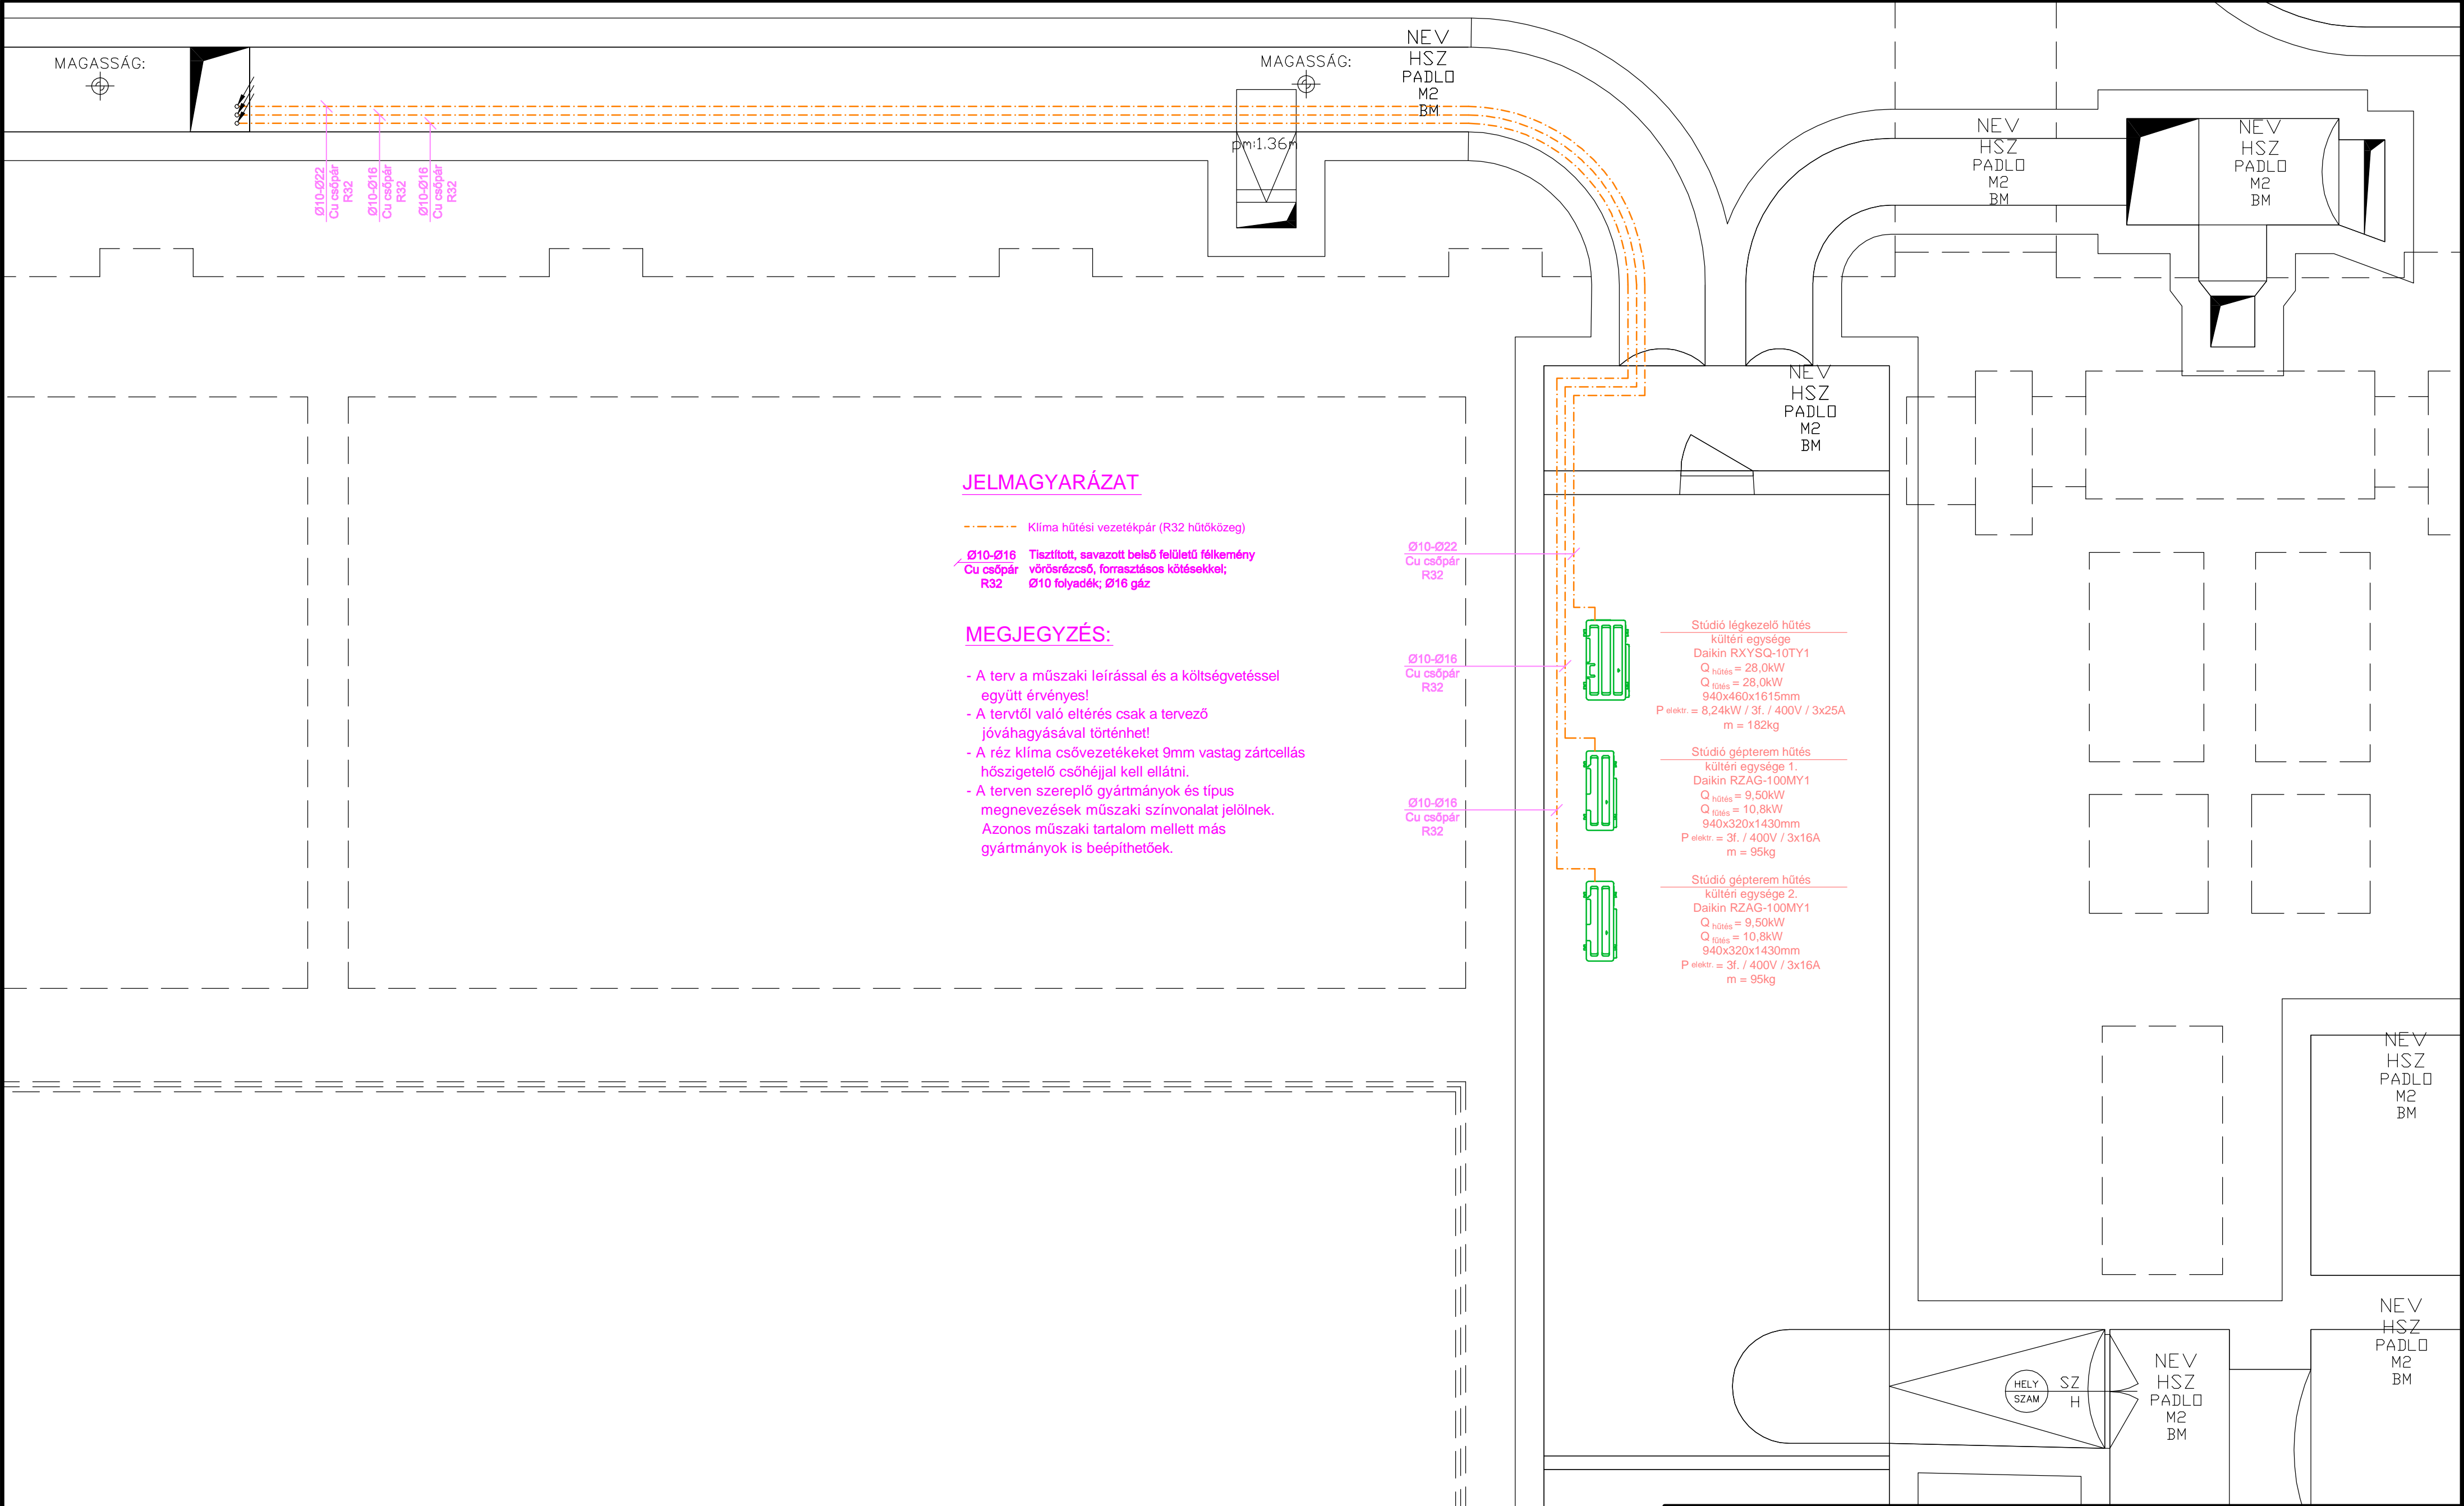 MAGASSÁG:
MAGASSÁG:
NEV
HSZ
PADLO
M2
BM
pm:1.36m
NEV
HSZ
PADLO
M2
BM
NEV
HSZ
PADLO
M2
BM
Ø10-Ø22
Cu csőpár
R32
Ø10-Ø16
Cu csőpár
R32
Ø10-Ø16
Cu csőpár
R32
NEV
HSZ
PADLO
M2
BM
JELMAGYARÁZAT
Klíma hűtési vezetékpár (R32 hűtőközeg)
Ø10-Ø16
Cu csőpár
R32
Tisztított, savazott belső felületű félkemény
vörösrézcső, forrasztásos kötésekkel;
Ø10 folyadék; Ø16 gáz
MEGJEGYZÉS:
- A terv a műszaki leírással és a költségvetéssel
együtt érvényes!
- A tervtől való eltérés csak a tervező
jóváhagyásával történhet!
- A réz klíma csővezetékeket 9mm vastag zártcellás
hőszigetelő csőhéjjal kell ellátni.
- A terven szereplő gyártmányok és típus
megnevezések műszaki színvonalat jelölnek.
Azonos műszaki tartalom mellett más
gyártmányok is beépíthetőek.
Ø10-Ø22
Cu csőpár
R32
Ø10-Ø16
Cu csőpár
R32
Ø10-Ø16
Cu csőpár
R32
Stúdió légkezelő hűtés
kültéri egysége
Daikin RXYSQ-10TY1
Q hűtés = 28,0kW
Q fűtés = 28,0kW
940x460x1615mm
P elektr. = 8,24kW / 3f. / 400V / 3x25A
m = 182kg
Stúdió gépterem hűtés
kültéri egysége 1.
Daikin RZAG-100MY1
Q hűtés = 9,50kW
Q fűtés = 10,8kW
940x320x1430mm
P elektr. = 3f. / 400V / 3x16A
m = 95kg
Stúdió gépterem hűtés
kültéri egysége 2.
Daikin RZAG-100MY1
Q hűtés = 9,50kW
Q fűtés = 10,8kW
940x320x1430mm
P elektr. = 3f. / 400V / 3x16A
m = 95kg
NEV
HSZ
PADLO
M2
BM
NEV
HSZ
PADLO
M2
BM
HELY
SZAM
SZ
H
NEV
HSZ
PADLO
M2
BM